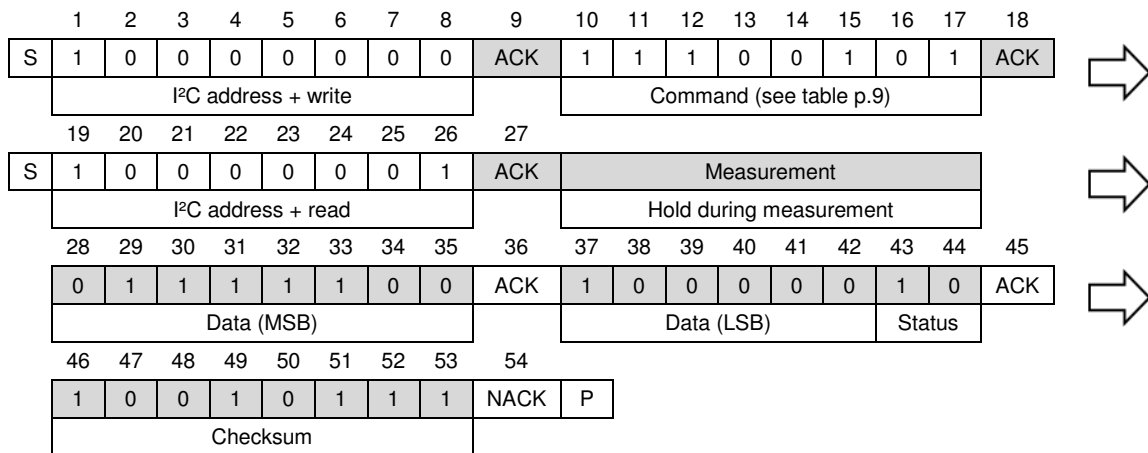 1 2 3 4 5 6 7 8 9 10 11 12 13 14 15 16 17 18
S 1 0 0 0 0 0 0 0 ACK 1 1 1 0 0 1 0 1 ACK
I²C address + write Command (see table p.9)
19 20 21 22 23 24 25 26 27
S 1 0 0 0 0 0 0 1 ACK Measurement
I²C address + read Hold during measurement
28 29 30 31 32 33 34 35 36 37 38 39 40 41 42 43 44 45
0 1 1 1 1 1 0 0 ACK 1 0 0 0 0 0 1 0 ACK
Data (MSB) Data (LSB) Status
46 47 48 49 50 51 52 53 54
1 0 0 1 0 1 1 1 NACK P
Checksum